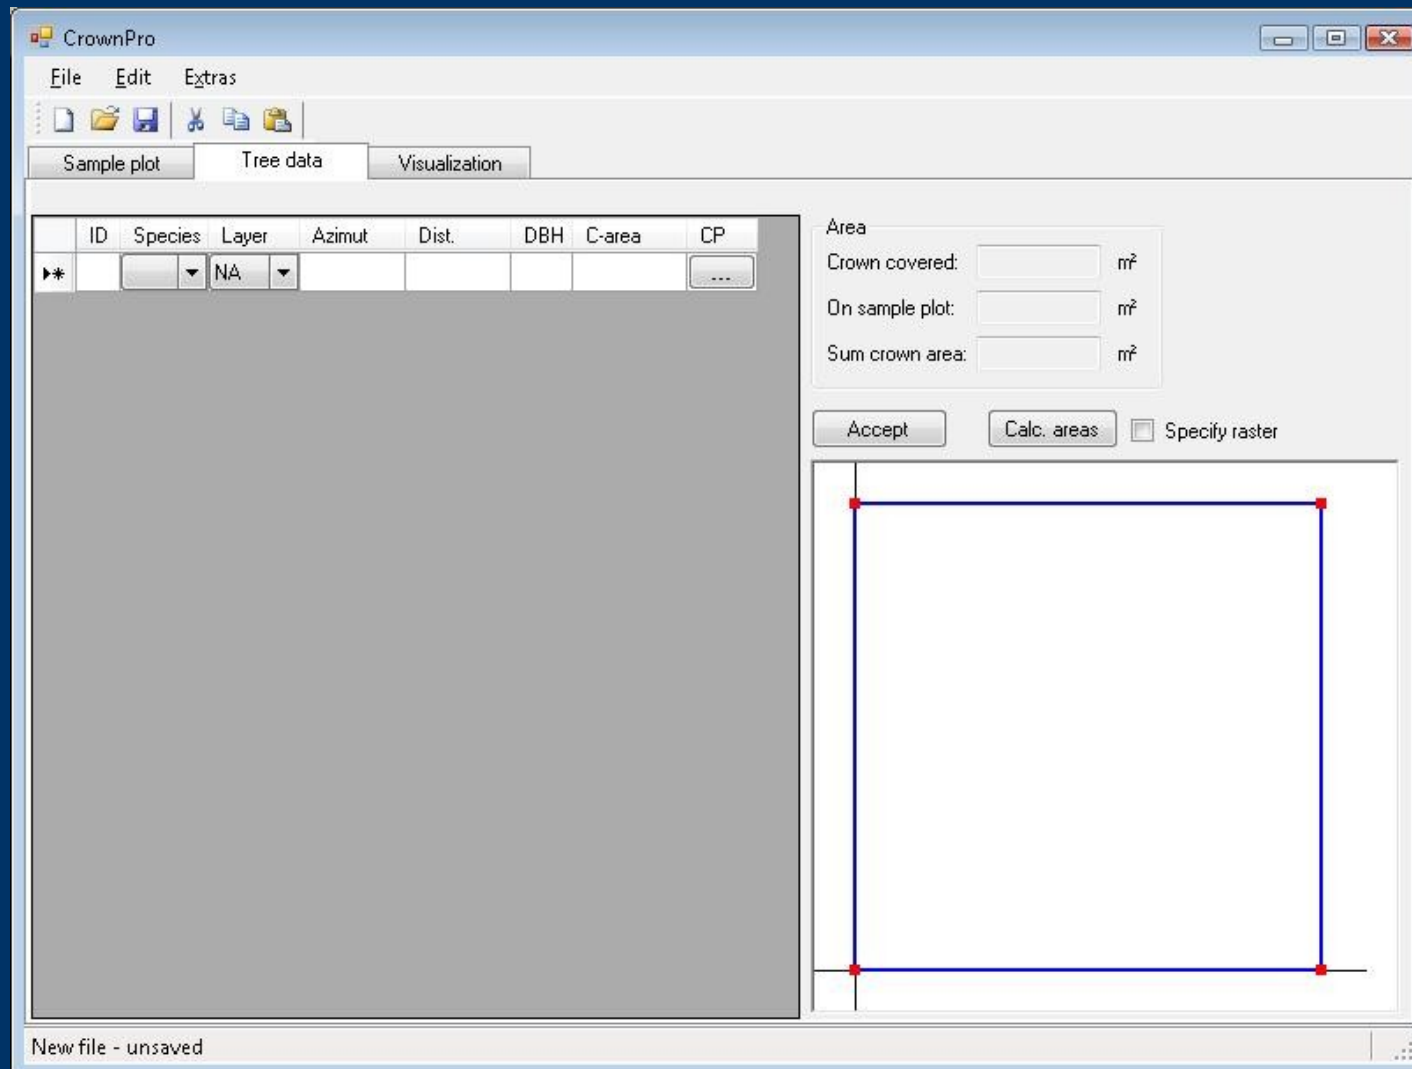 CrownPro
File Edit Extras
Sample plot Tree data Visualization
ID Species Layer Azimut Dist. DBH C-area CP
NA ...
Area
Crown covered: m²
On sample plot: m²
Sum crown area: m²
Accept Calc. areas Specify raster
New file - unsaved